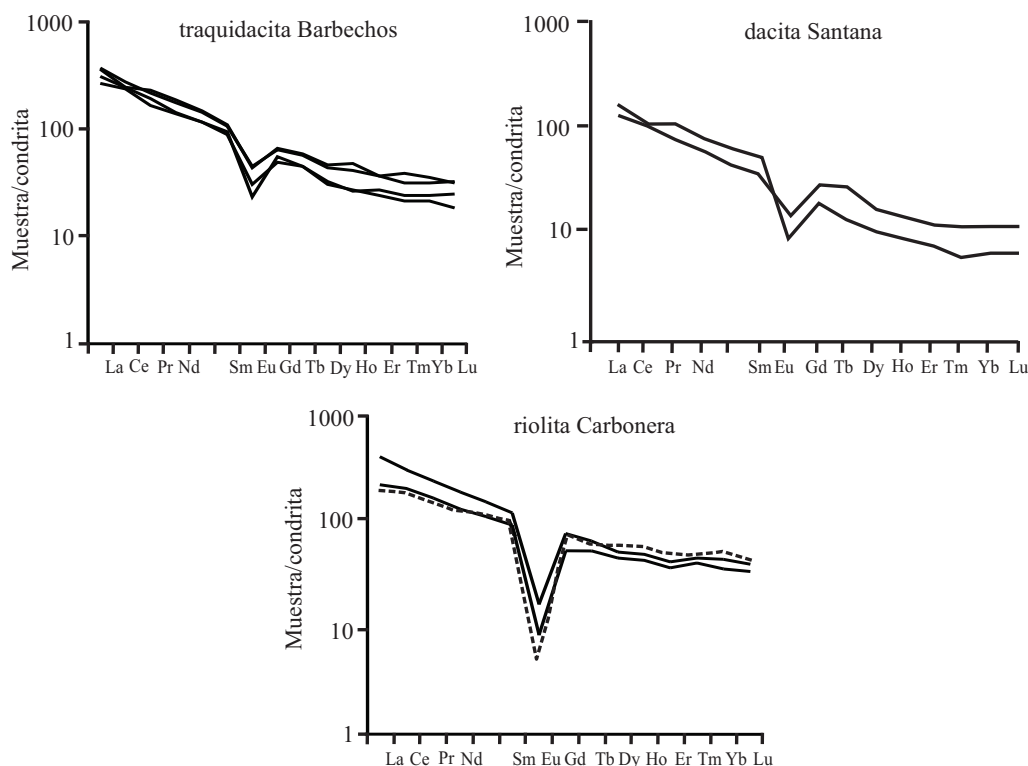 traquidacita Barbechos
Muestra/condrita
1000
100
10
1
La Ce Pr Nd Sm Eu Gd Tb Dy Ho Er Tm Yb Lu
dacita Santana
Muestra/condrita
1000
100
10
1
La Ce Pr Nd Sm Eu Gd Tb Dy Ho Er Tm Yb Lu
riolita Carbonera
Muestra/condrita
1000
100
10
1
La Ce Pr Nd Sm Eu Gd Tb Dy Ho Er Tm Yb Lu